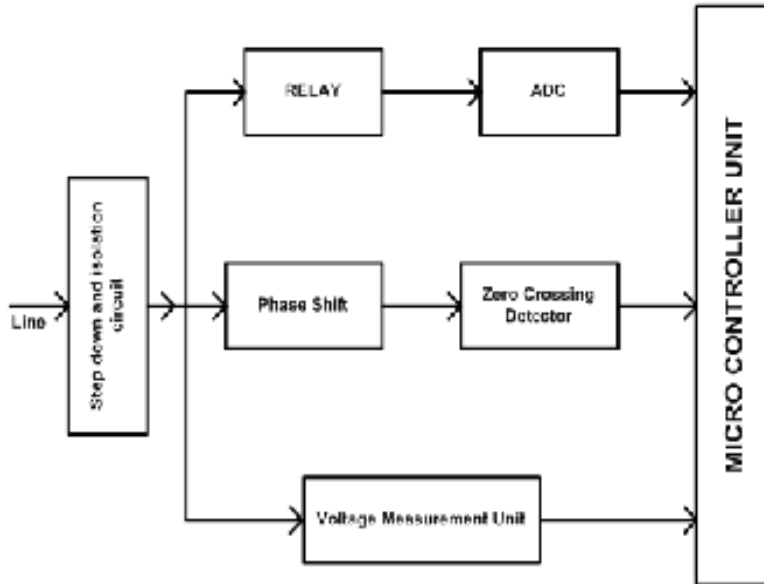 RELAY
ADC
Line
Step down and isolation
circuit
Phase Shift
Zero Crossing
Detector
Voltage Measurement Unit
MICRO CONTROLLER UNIT